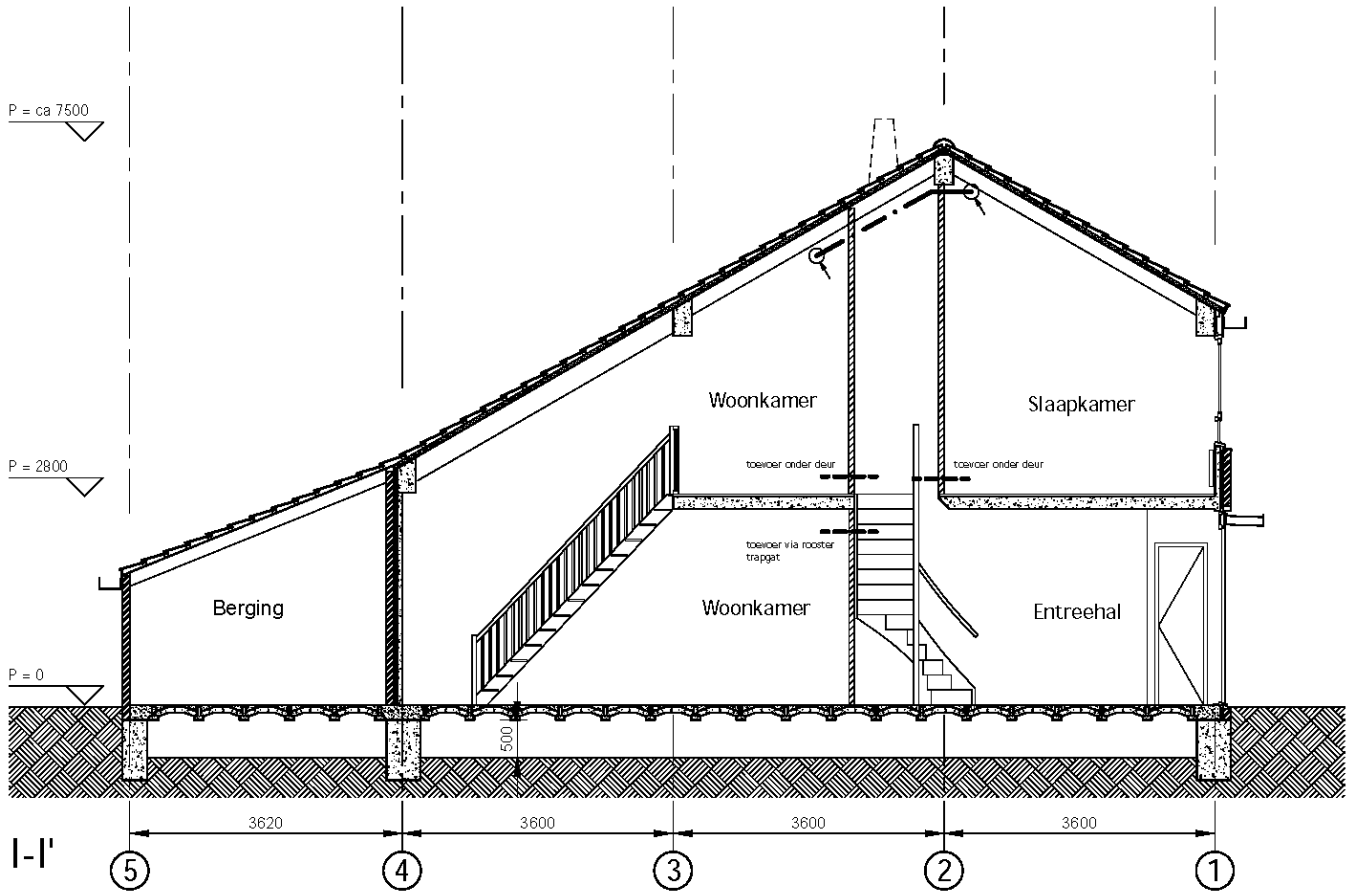 P = ca 7500
Woonkamer
Slaapkamer
P = 2800
toevoer onder deur
toevoer onder deur
toevoer via rooster
trapgat
Berging
Woonkamer
Entreehal
P = 0
500
3620
3600
3600
3600
I-I'
5
4
3
2
1